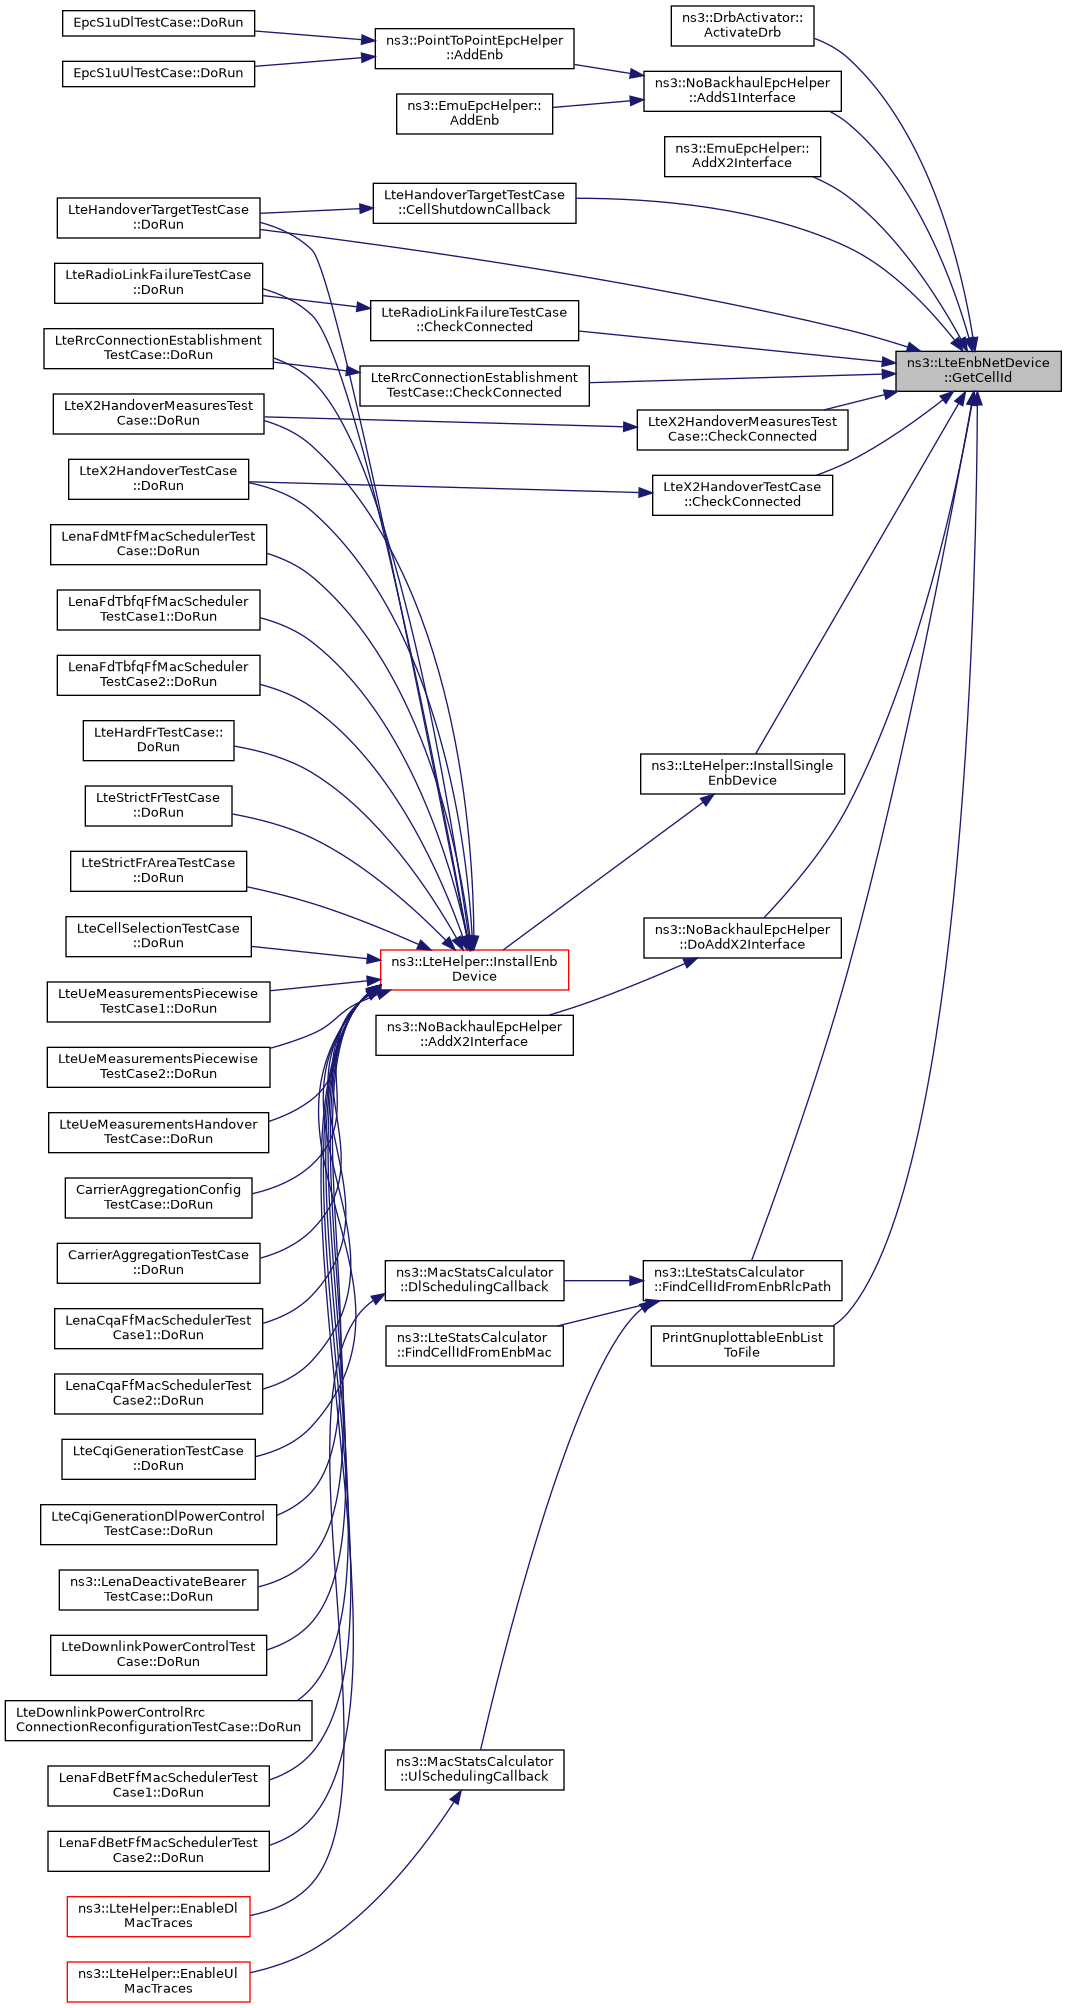 EpcS1uDlTestCase::DoRun
EpcS1uUlTestCase::DoRun
LteHandoverTargetTestCase
::DoRun
LteRadioLinkFailureTestCase
::DoRun
LteRrcConnectionEstablishment
TestCase::DoRun
LteX2HandoverMeasuresTest
Case::DoRun
LteX2HandoverTestCase
::DoRun
LenaFdMtFfMacSchedulerTest
Case::DoRun
LenaFdTbfqFfMacScheduler
TestCase1::DoRun
LenaFdTbfqFfMacScheduler
TestCase2::DoRun
LteHardFrTestCase::
DoRun
LteStrictFrTestCase
::DoRun
LteStrictFrAreaTestCase
::DoRun
LteCellSelectionTestCase
::DoRun
LteUeMeasurementsPiecewise
TestCase1::DoRun
LteUeMeasurementsPiecewise
TestCase2::DoRun
LteUeMeasurementsHandover
TestCase::DoRun
CarrierAggregationConfig
TestCase::DoRun
CarrierAggregationTestCase
::DoRun
LenaCqaFfMacSchedulerTest
Case1::DoRun
LenaCqaFfMacSchedulerTest
Case2::DoRun
LteCqiGenerationTestCase
::DoRun
LteCqiGenerationDlPowerControl
TestCase::DoRun
ns3::LenaDeactivateBearer
TestCase::DoRun
LteDownlinkPowerControlTest
Case::DoRun
LteDownlinkPowerControlRrc
ConnectionReconfigurationTestCase::DoRun
LenaFdBetFfMacSchedulerTest
Case1::DoRun
LenaFdBetFfMacSchedulerTest
Case2::DoRun
ns3::LteHelper::EnableDl
MacTraces
ns3::LteHelper::EnableUl
MacTraces
ns3::PointToPointEpcHelper
::AddEnb
ns3::EmuEpcHelper::
AddEnb
LteHandoverTargetTestCase
::CellShutdownCallback
LteRadioLinkFailureTestCase
::CheckConnected
LteRrcConnectionEstablishment
TestCase::CheckConnected
ns3::LteHelper::InstallEnb
Device
ns3::NoBackhaulEpcHelper
::AddX2Interface
ns3::MacStatsCalculator
::DlSchedulingCallback
ns3::LteStatsCalculator
::FindCellIdFromEnbMac
ns3::MacStatsCalculator
::UlSchedulingCallback
ns3::DrbActivator::
ActivateDrb
ns3::NoBackhaulEpcHelper
::AddS1Interface
ns3::EmuEpcHelper::
AddX2Interface
LteX2HandoverMeasuresTest
Case::CheckConnected
LteX2HandoverTestCase
::CheckConnected
ns3::LteHelper::InstallSingle
EnbDevice
ns3::NoBackhaulEpcHelper
::DoAddX2Interface
ns3::LteStatsCalculator
::FindCellIdFromEnbRlcPath
PrintGnuplottableEnbList
ToFile
ns3::LteEnbNetDevice
::GetCellId